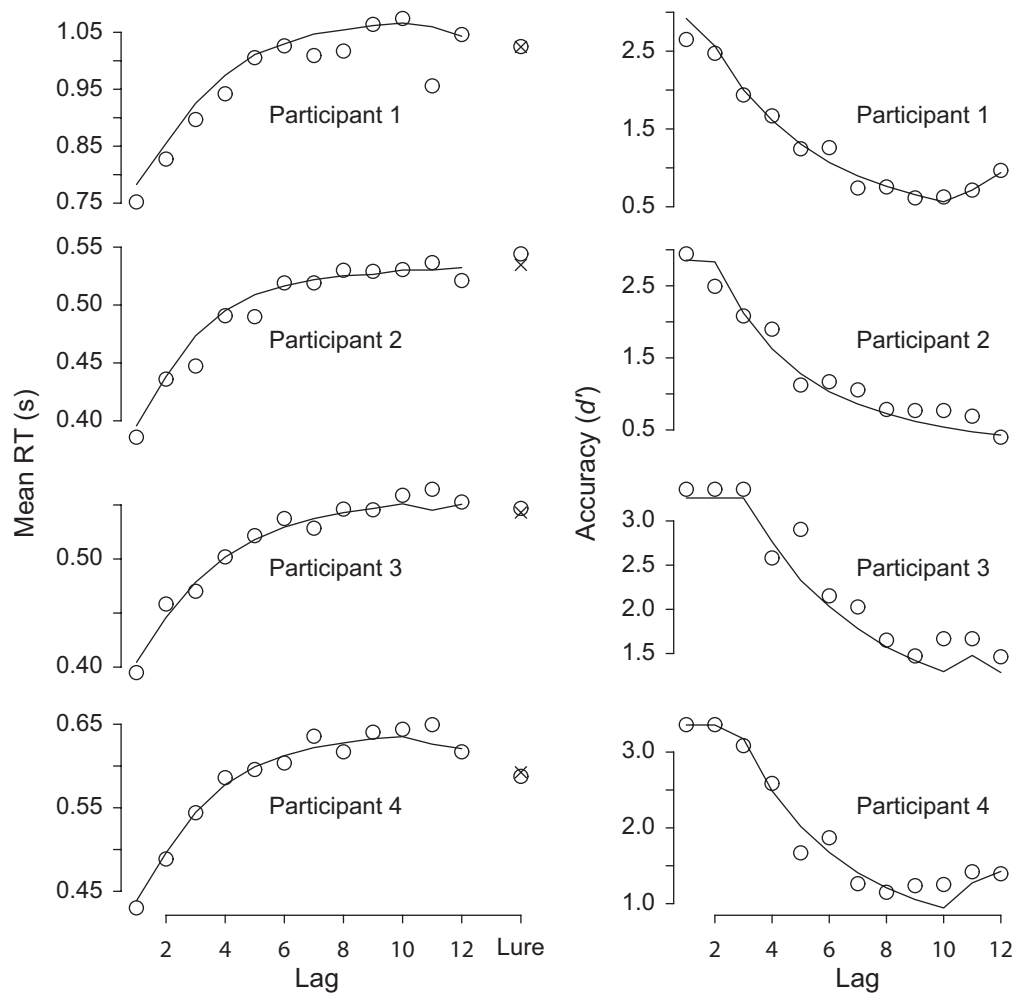 Mean RT (s)
1.05
0.95
0.85
0.75
Participant 1
0.55
0.50
0.45
0.40
Participant 2
0.50
0.40
Participant 3
0.65
0.55
0.45
Participant 4
2 4 6 8 10 12 Lure
Lag
Accuracy (d′)
2.5
1.5
0.5
Participant 1
2.5
1.5
0.5
Participant 2
3.0
2.0
1.5
Participant 3
3.0
2.0
1.0
Participant 4
2 4 6 8 10 12
Lag